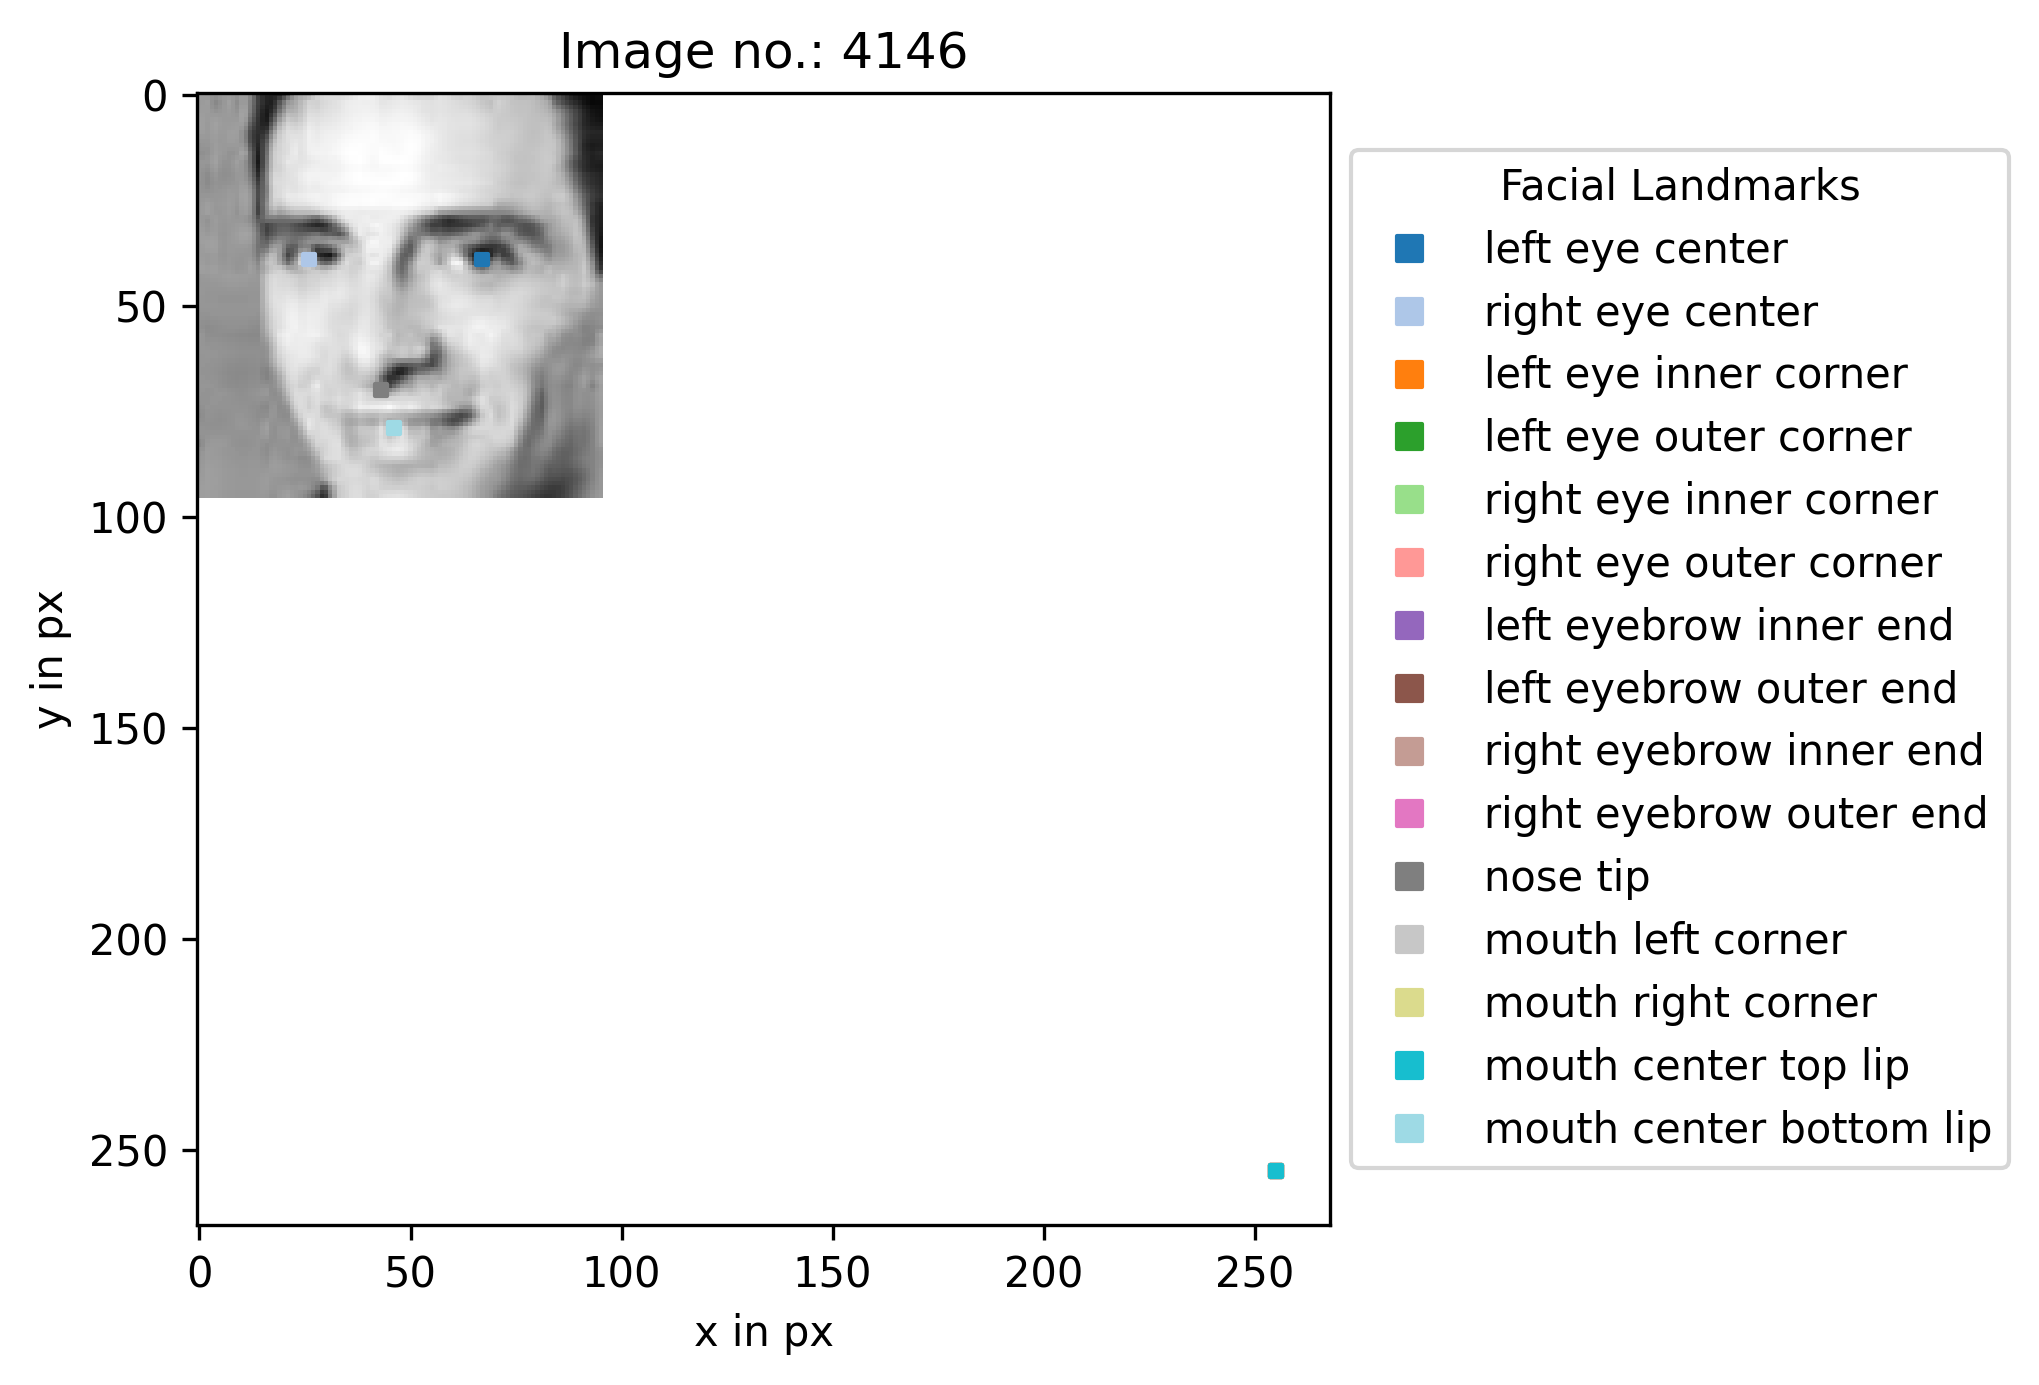 Image no.: 4146
0
50
100
150
200
250
y in px
0 50 100 150 200 250
x in px
Facial Landmarks
left eye center
right eye center
left eye inner corner
left eye outer corner
right eye inner corner
right eye outer corner
left eyebrow inner end
left eyebrow outer end
right eyebrow inner end
right eyebrow outer end
nose tip
mouth left corner
mouth right corner
mouth center top lip
mouth center bottom lip